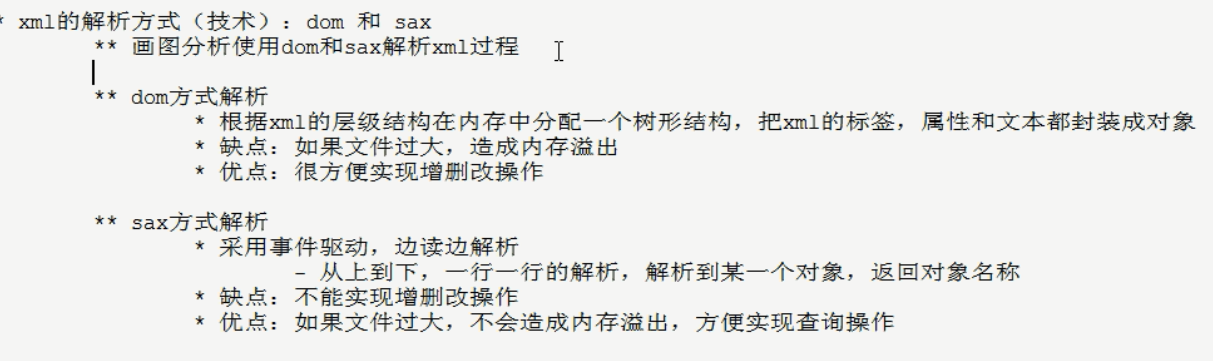 * xml的解析方式（技术）：dom 和 sax
** 画图分析使用dom和sax解析xml过程
** dom方式解析
* 根据xml的层级结构在内存中分配一个树形结构，把xml的标签，属性和文本都封装成对象
* 缺点：如果文件过大，造成内存溢出
* 优点：很方便实现增删改操作
** sax方式解析
* 采用事件驱动，边读边解析
- 从上到下，一行一行的解析，解析到某一个对象，返回对象名称
* 缺点：不能实现增删改操作
* 优点：如果文件过大，不会造成内存溢出，方便实现查询操作